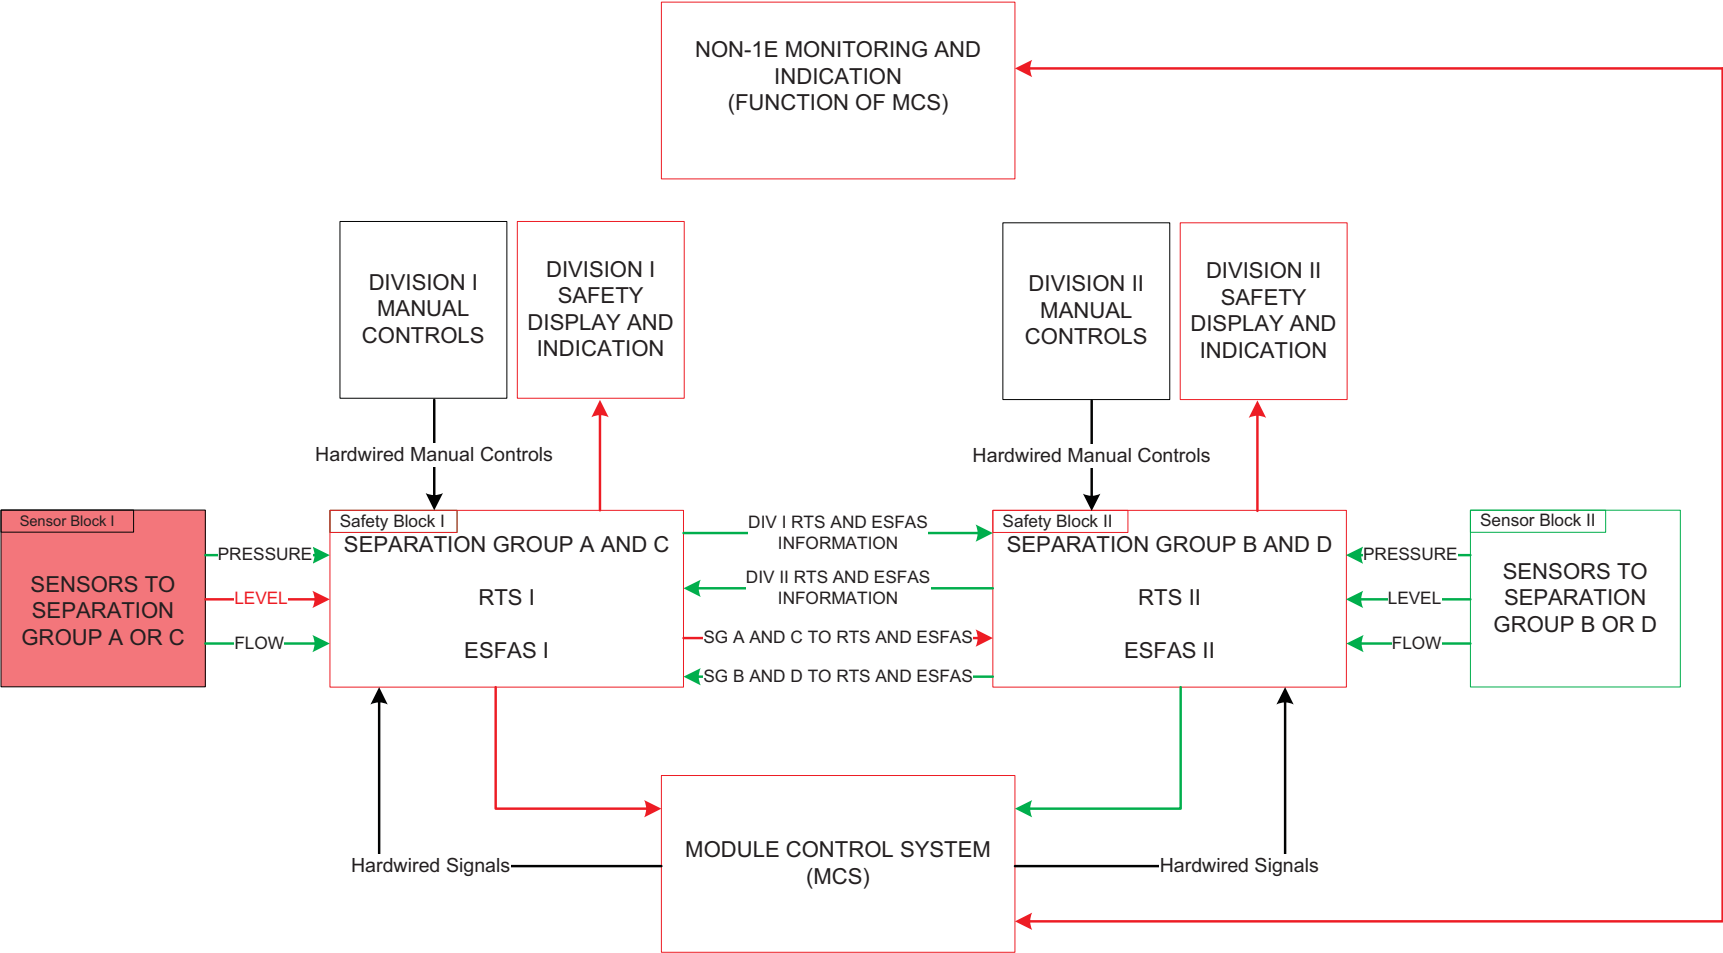 NON-1E MONITORING AND
INDICATION
(FUNCTION OF MCS)
DIVISION I
MANUAL
CONTROLS
DIVISION I
SAFETY
DISPLAY AND
INDICATION
DIVISION II
MANUAL
CONTROLS
DIVISION II
SAFETY
DISPLAY AND
INDICATION
Hardwired Manual Controls
Hardwired Manual Controls
Sensor Block I
SENSORS TO
SEPARATION
GROUP A OR C
PRESSURE
LEVEL
FLOW
Safety Block I
SEPARATION GROUP A AND C
RTS I
ESFAS I
DIV I RTS AND ESFAS
INFORMATION
DIV II RTS AND ESFAS
INFORMATION
SG A AND C TO RTS AND ESFAS
SG B AND D TO RTS AND ESFAS
Safety Block II
SEPARATION GROUP B AND D
RTS II
ESFAS II
PRESSURE
LEVEL
FLOW
Sensor Block II
SENSORS TO
SEPARATION
GROUP B OR D
Hardwired Signals
MODULE CONTROL SYSTEM
(MCS)
Hardwired Signals